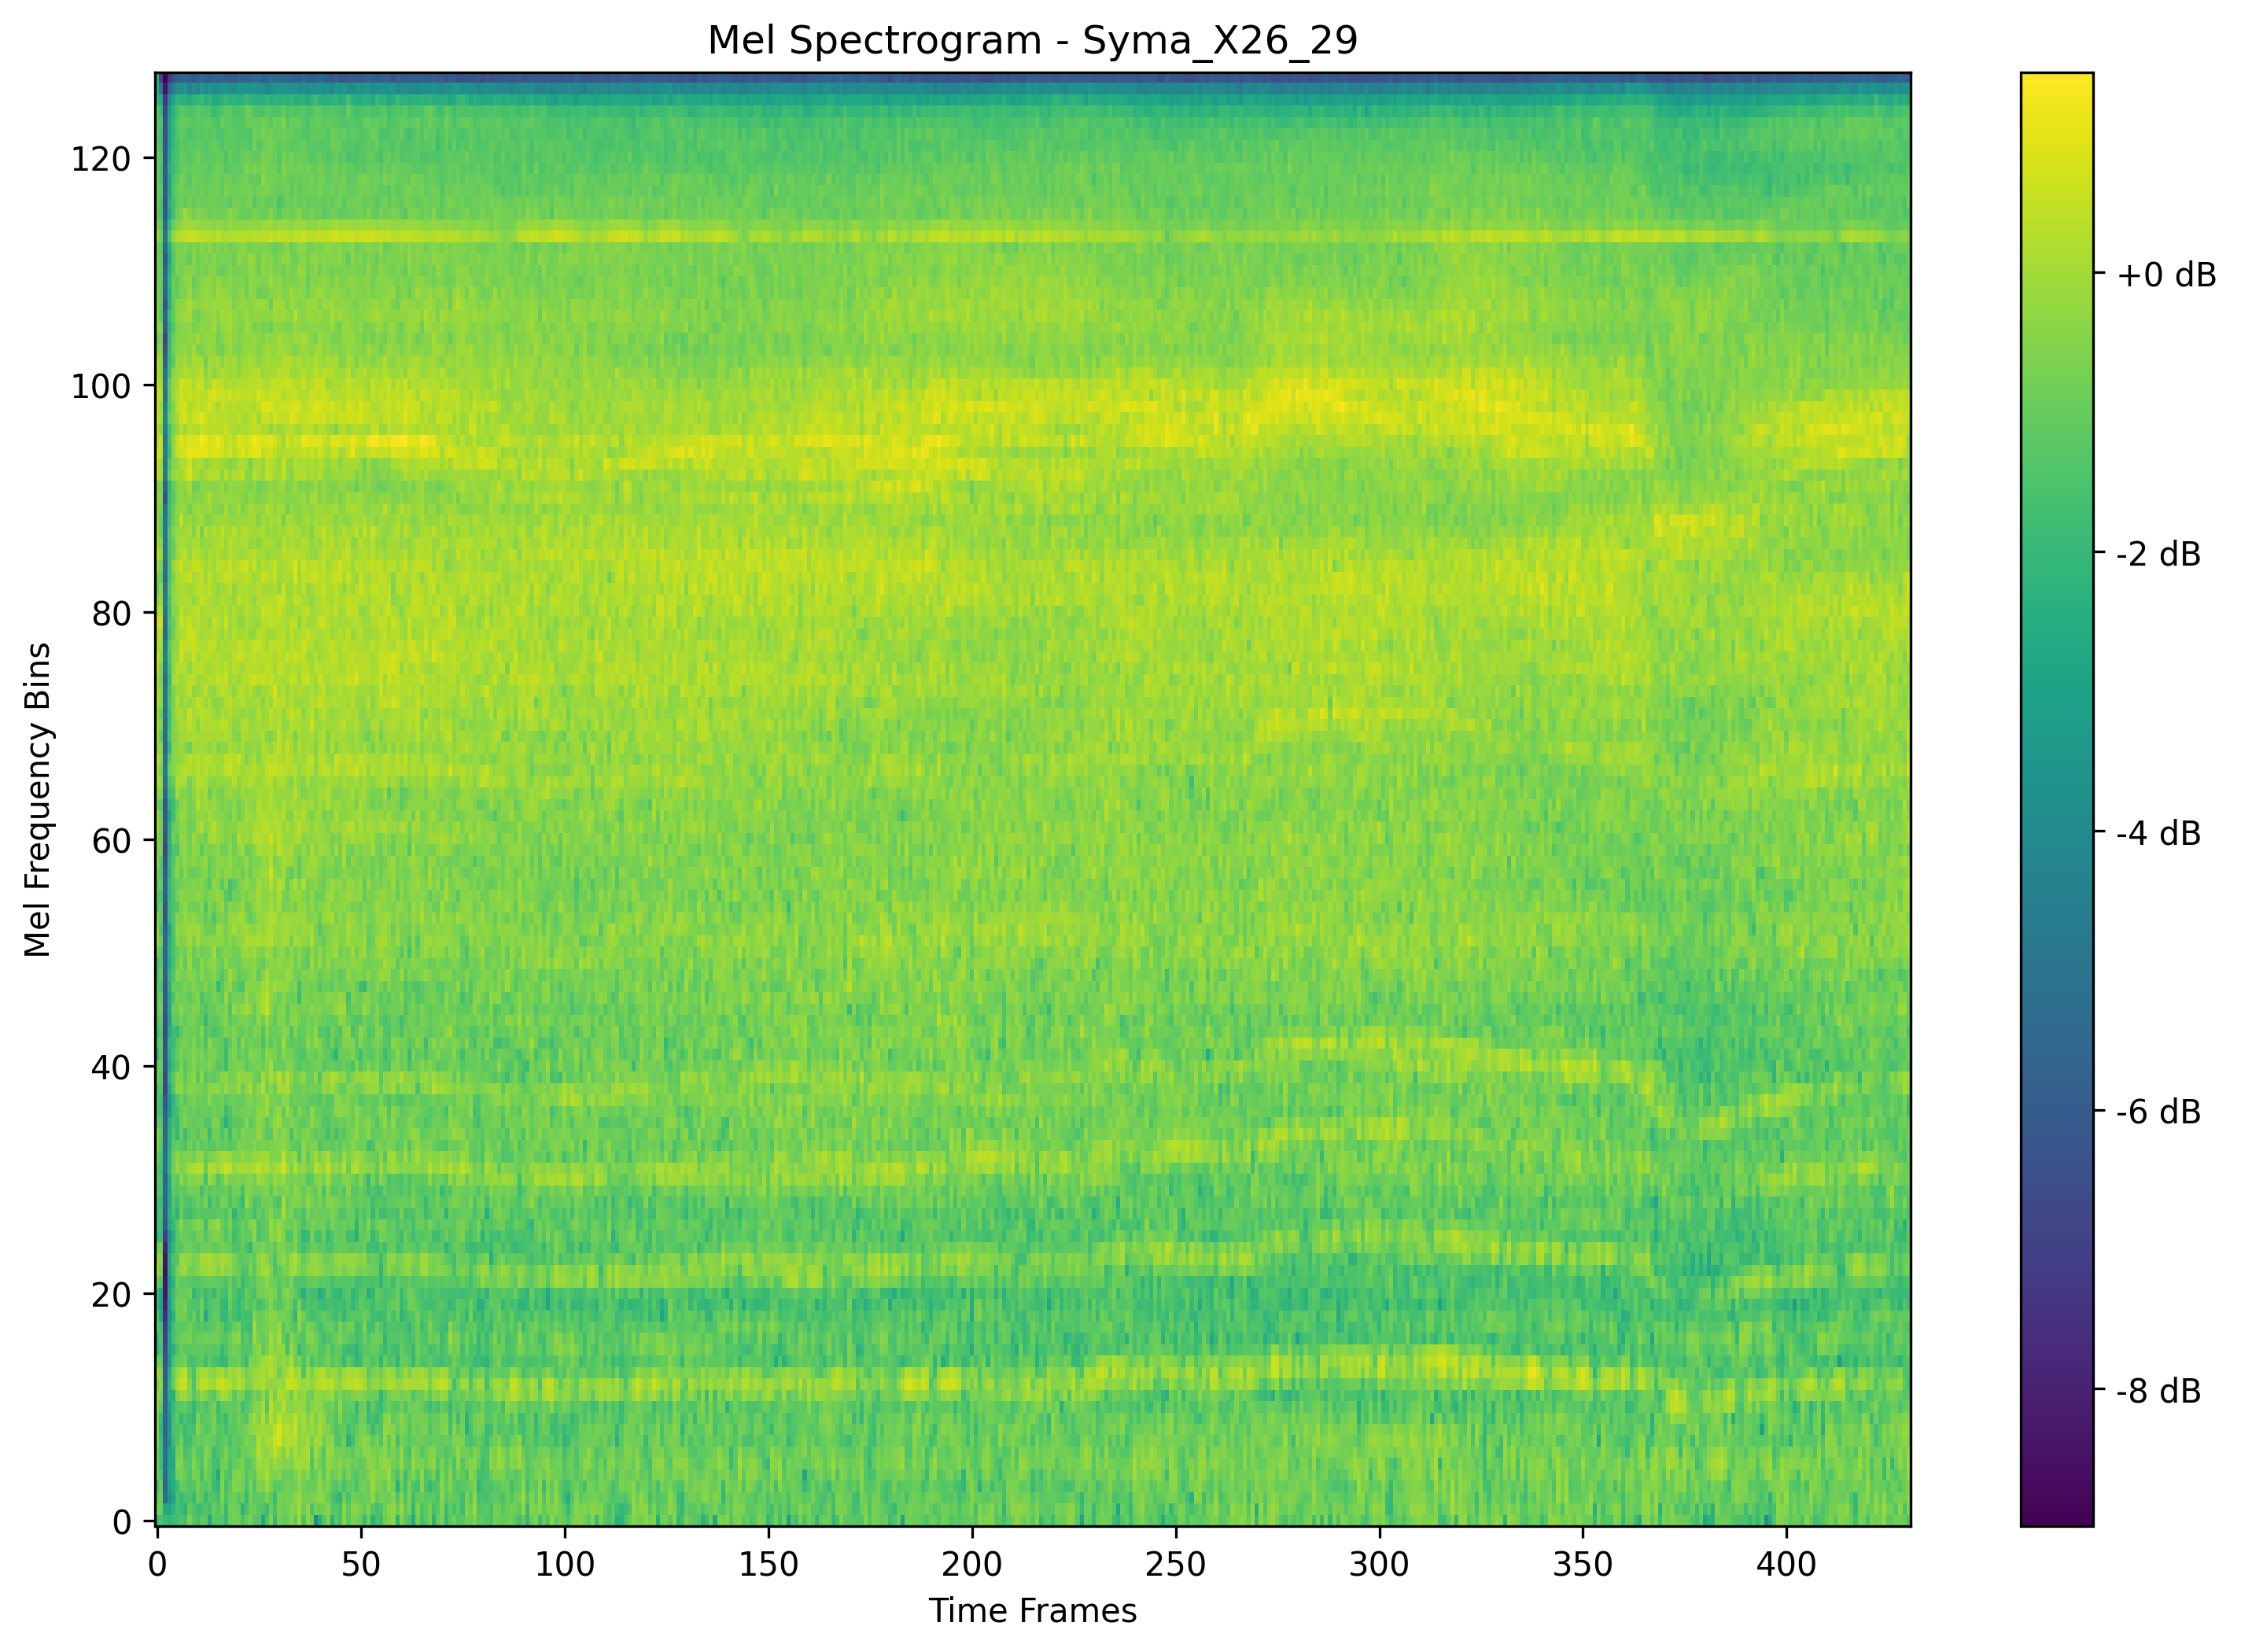 Mel Spectrogram - Syma_X26_29
Mel Frequency Bins
120
100
80
60
40
20
0
0 50 100 150 200 250 300 350 400
Time Frames
+0 dB
-2 dB
-4 dB
-6 dB
-8 dB